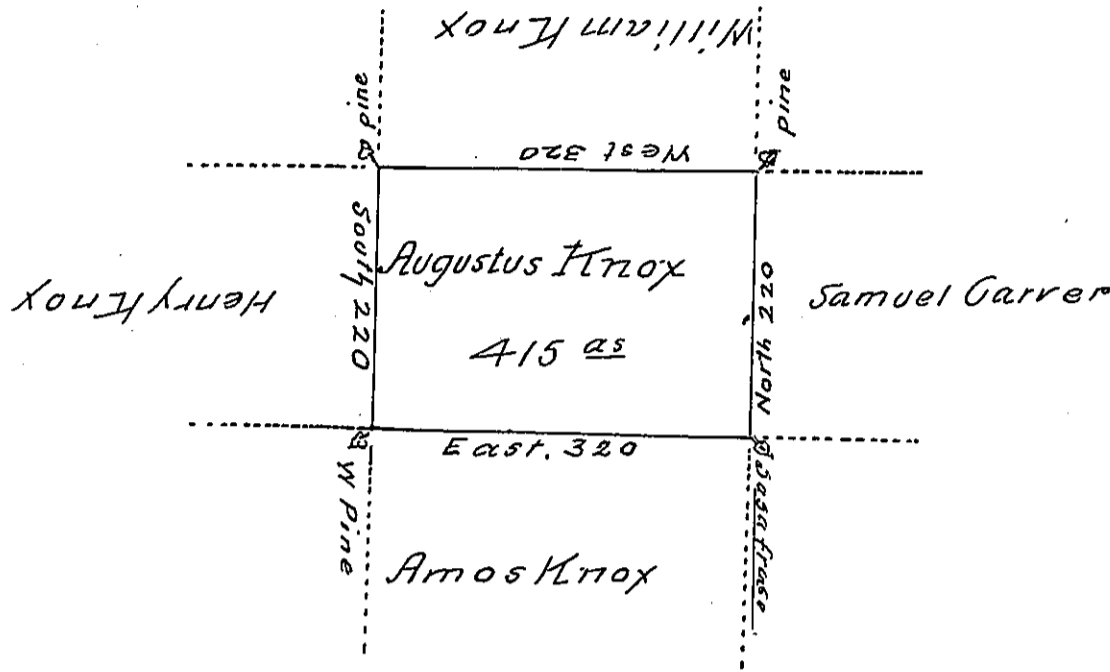 William Knox
pine
pine
West 320
South 220
Augustus Knox
415 as
North 220
Henry Knox
Samuel Carver
East. 320
W Pine
Sasafrass
Amos Knox